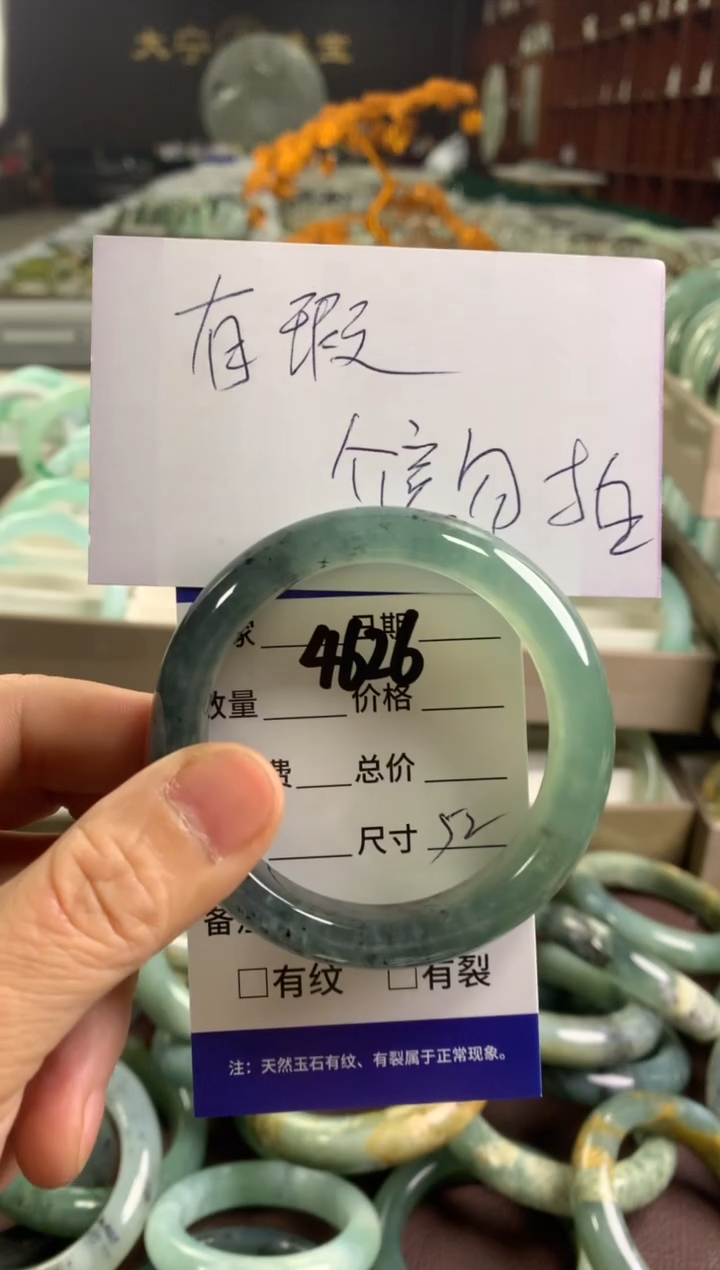 有瑕
介意勿拍
家 日期
4626
数量 价格
费 总价
尺寸 52
备注
□有纹 □有裂
注：天然玉石有纹、有裂属于正常现象。